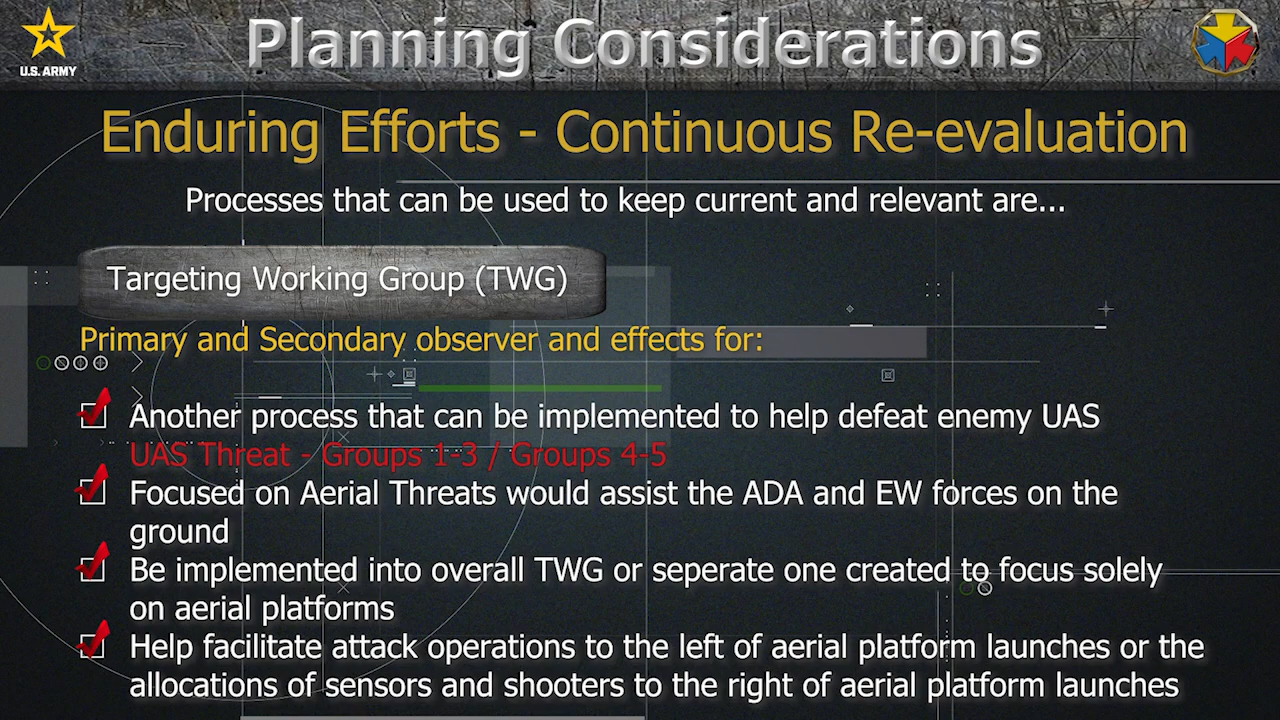 U.S. ARMY
Planning Considerations
Enduring Efforts - Continuous Re-evaluation
Processes that can be used to keep current and relevant are...
Targeting Working Group (TWG)
Primary and Secondary observer and effects for:
Another process that can be implemented to help defeat enemy UAS
UAS Threat - Groups 1-3 / Groups 4-5
Focused on Aerial Threats would assist the ADA and EW forces on the
ground
Be implemented into overall TWG or seperate one created to focus solely
on aerial platforms
Help facilitate attack operations to the left of aerial platform launches or the
allocations of sensors and shooters to the right of aerial platform launches